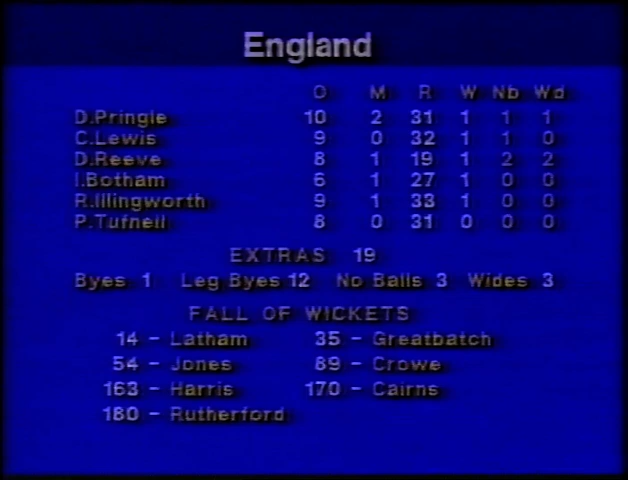 England
O M R W Nb Wd
D.Pringle 10 2 31 1 1 1
C.Lewis 9 0 32 1 1 0
D.Reeve 8 1 19 1 2 2
I.Botham 6 1 27 1 0 0
R.Illingworth 9 1 33 1 0 0
P.Tufnell 8 0 31 0 0 0
EXTRAS 19
Byes 1 Leg Byes 12 No Balls 3 Wides 3
FALL OF WICKETS
14 - Latham 35 - Greatbatch
54 - Jones 89 - Crowe
163 - Harris 170 - Cairns
180 - Rutherford